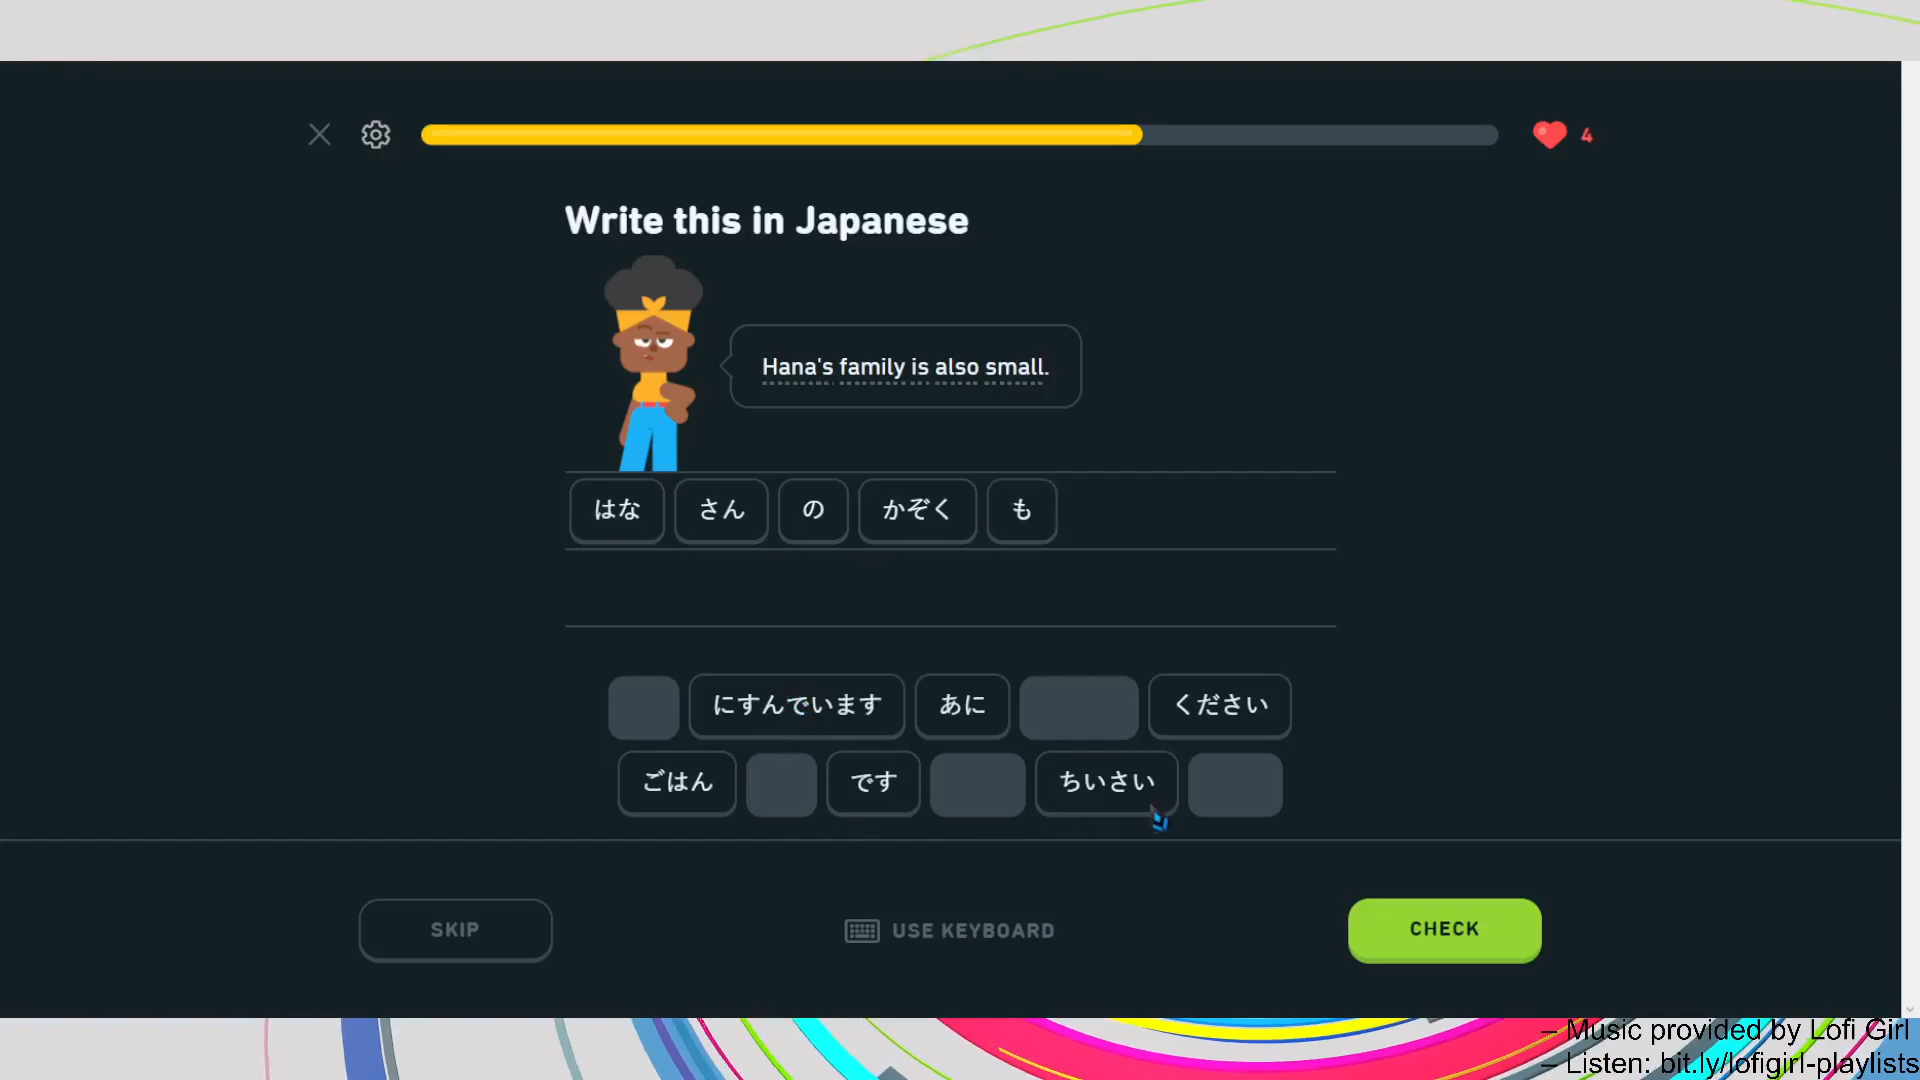 4
Write this in Japanese
Hana's family is also small.
はな さん の かぞく も
にすんでいます あに ください
ごはん です ちいさい
SKIP USE KEYBOARD CHECK
– Music provided by Lofi Girl
– Listen: bit.ly/lofigirl-playlists